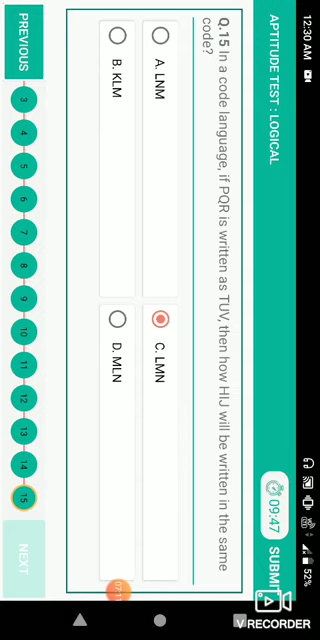 12:30 AM
52%
APTITUDE TEST : LOGICAL
09:47
SUBMIT
Q.15 In a code language, if PQR is written as TUV, then how HIJ will be written in the same
code?
A. LNM
C. LMN
B. KLM
D. MLN
07:11
PREVIOUS
3
4
5
6
7
8
9
10
11
12
13
14
15
NEXT
V RECORDER